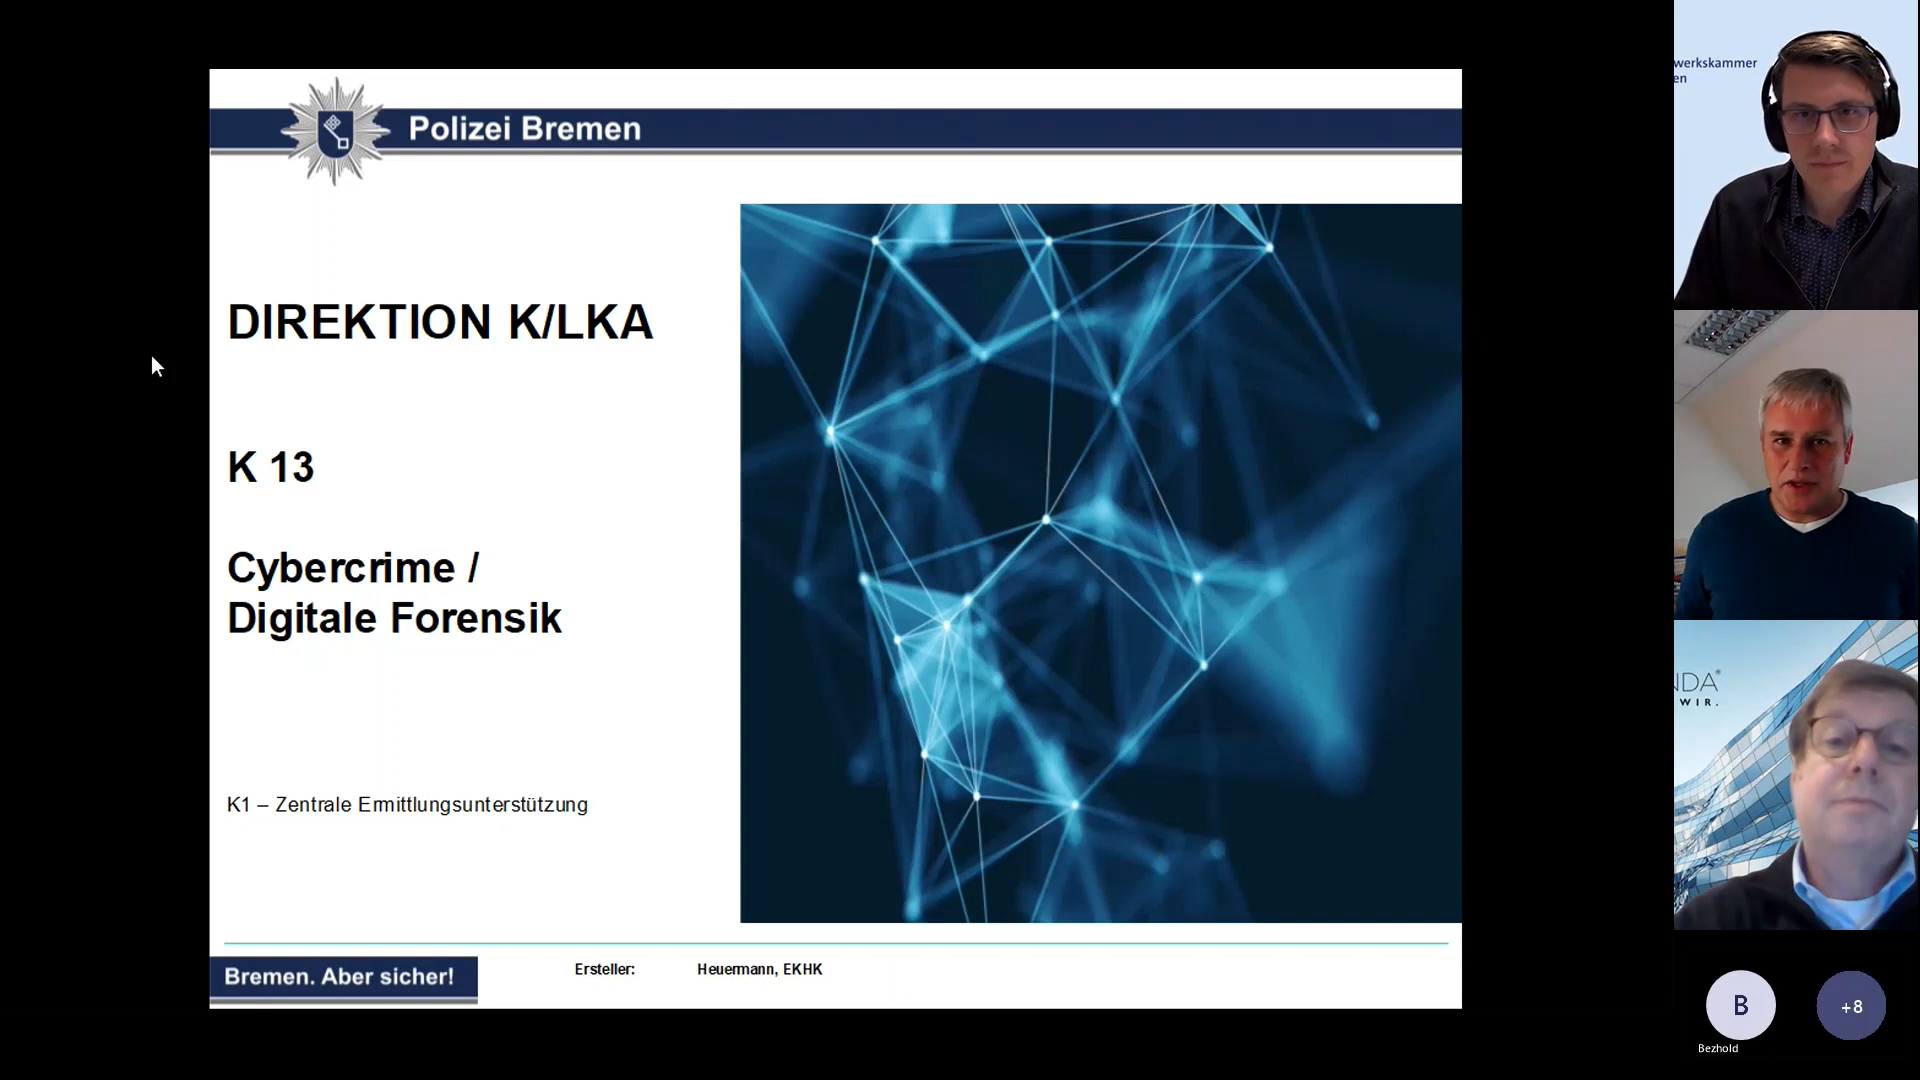 Polizei Bremen
DIREKTION K/LKA
K 13
Cybercrime /
Digitale Forensik
K1 – Zentrale Ermittlungsunterstützung
Bremen. Aber sicher!
Ersteller: Heuermann, EKHK
werkskammer
en
NDA®
WIR.
B
+8
Bezhold